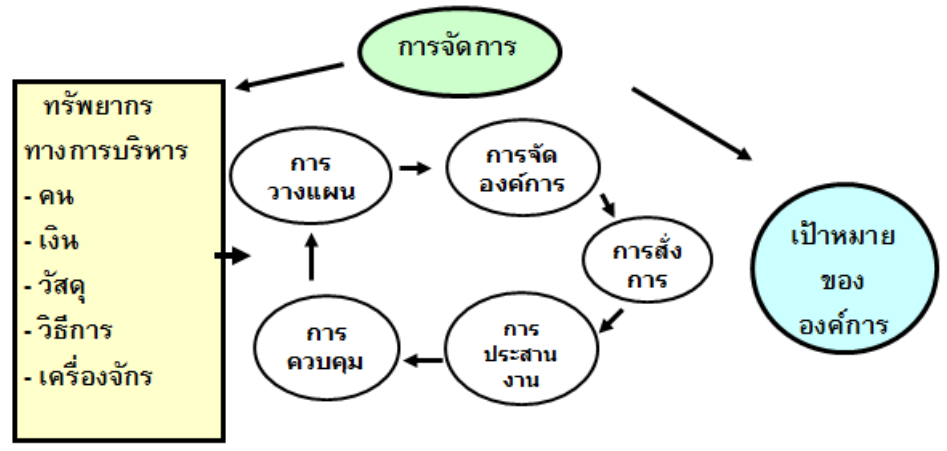 การจัดการ
ทรัพยากร
ทางการบริหาร
- คน
- เงิน
- วัสดุ
- วิธีการ
- เครื่องจักร
การ
วางแผน
การจัด
องค์การ
การสั่ง
การ
การ
ประสาน
งาน
การ
ควบคุม
เป้าหมาย
ของ
องค์การ